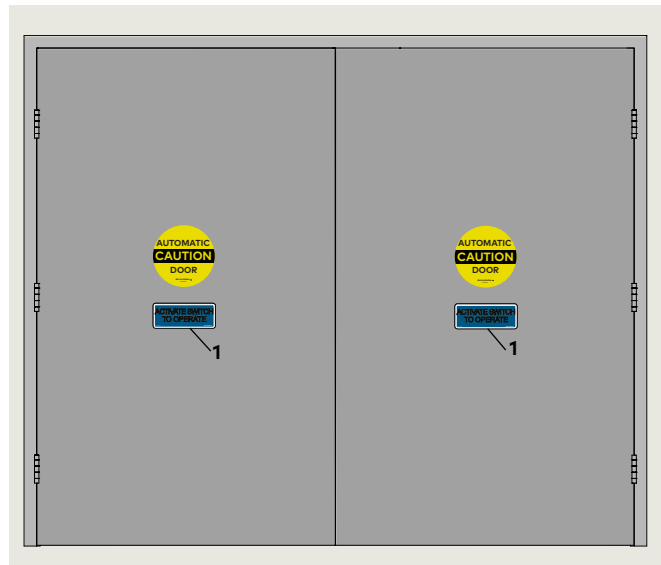 AUTOMATIC
CAUTION
DOOR
ACTIVATE SWITCH
TO OPERATE
1
AUTOMATIC
CAUTION
DOOR
ACTIVATE SWITCH
TO OPERATE
1